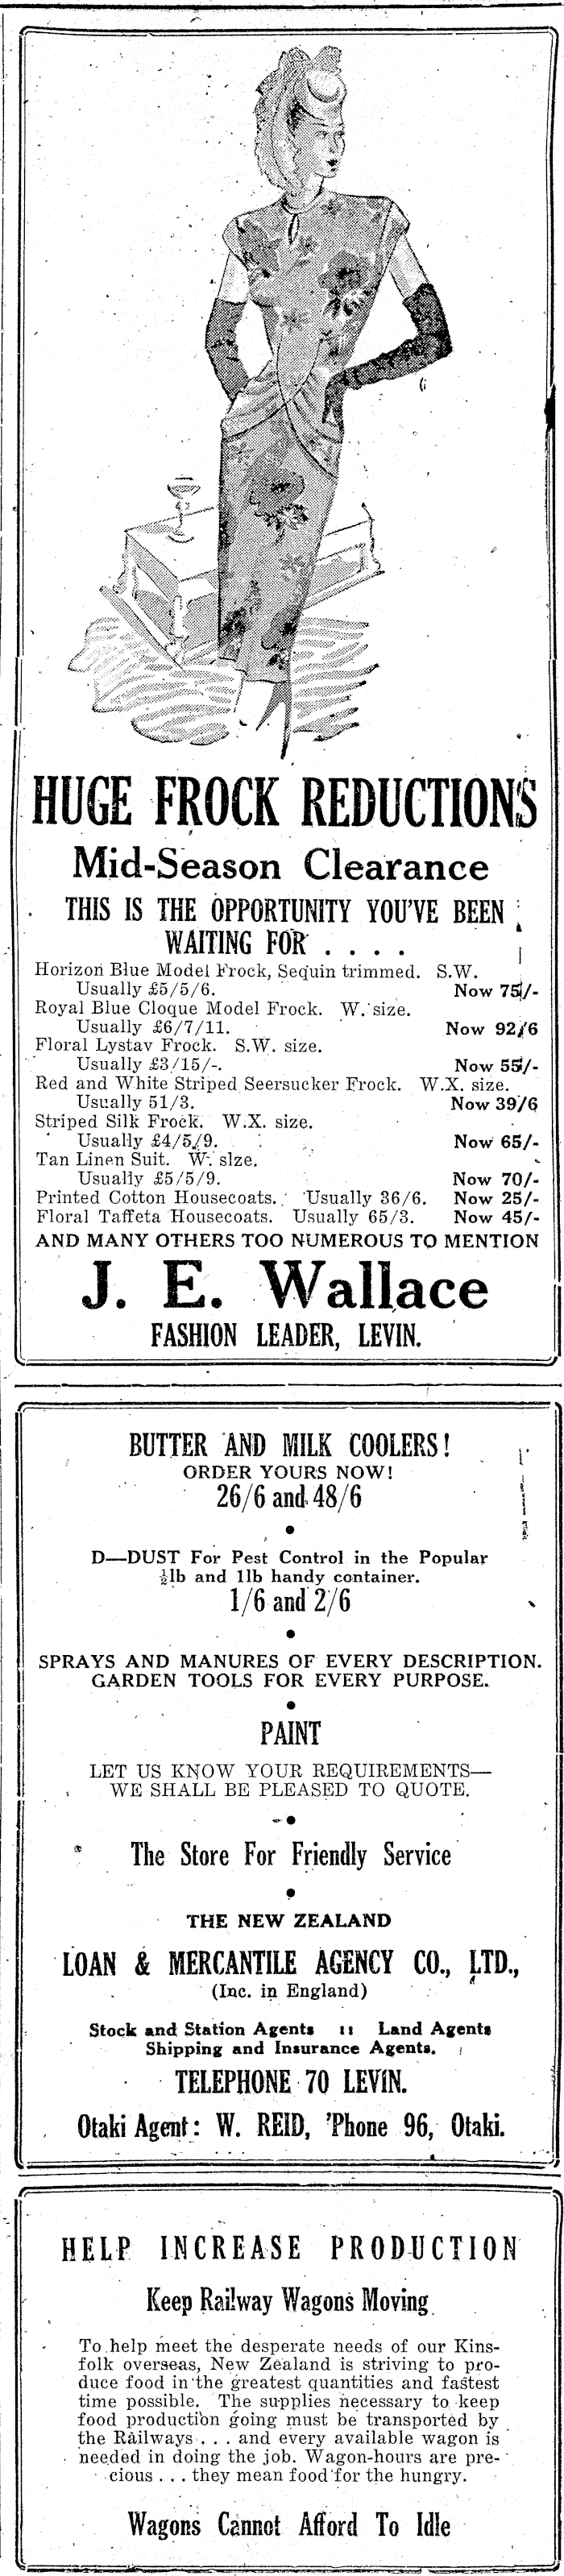 HUGE FROCK REDUCTIONS
Mid-Season Clearance
THIS IS THE OPPORTUNITY YOU'VE BEEN
WAITING FOR . . . .
Horizon Blue Model Frock, Sequin trimmed. S.W.
Usually £5/5/6. Now 75/-
Royal Blue Cloque Model Frock. W. size.
Usually £6/7/11. Now 92/6
Floral Lystav Frock. S.W. size.
Usually £3/15/-. Now 55/-
Red and White Striped Seersucker Frock. W.X. size.
Usually 51/3. Now 39/6
Striped Silk Frock. W.X. size.
Usually £4/5/9. Now 65/-
Tan Linen Suit. W. size.
Usually £5/5/9. Now 70/-
Printed Cotton Housecoats. Usually 36/6. Now 25/-
Floral Taffeta Housecoats. Usually 65/3. Now 45/-
AND MANY OTHERS TOO NUMEROUS TO MENTION
J. E. Wallace
FASHION LEADER, LEVIN.
BUTTER AND MILK COOLERS!
ORDER YOURS NOW!
26/6 and 48/6
D—DUST For Pest Control in the Popular
½lb and 1lb handy container.
1/6 and 2/6
SPRAYS AND MANURES OF EVERY DESCRIPTION.
GARDEN TOOLS FOR EVERY PURPOSE.
PAINT
LET US KNOW YOUR REQUIREMENTS—
WE SHALL BE PLEASED TO QUOTE.
The Store For Friendly Service
THE NEW ZEALAND
LOAN & MERCANTILE AGENCY CO., LTD.,
(Inc. in England)
Stock and Station Agents :: Land Agents
Shipping and Insurance Agents.
TELEPHONE 70 LEVIN.
Otaki Agent: W. REID, 'Phone 96, Otaki.
HELP INCREASE PRODUCTION
Keep Railway Wagons Moving
To help meet the desperate needs of our Kins-
folk overseas, New Zealand is striving to pro-
duce food in the greatest quantities and fastest
time possible. The supplies necessary to keep
food production going must be transported by
the Railways . . . and every available wagon is
needed in doing the job. Wagon-hours are pre-
cious . . . they mean food for the hungry.
Wagons Cannot Afford To Idle